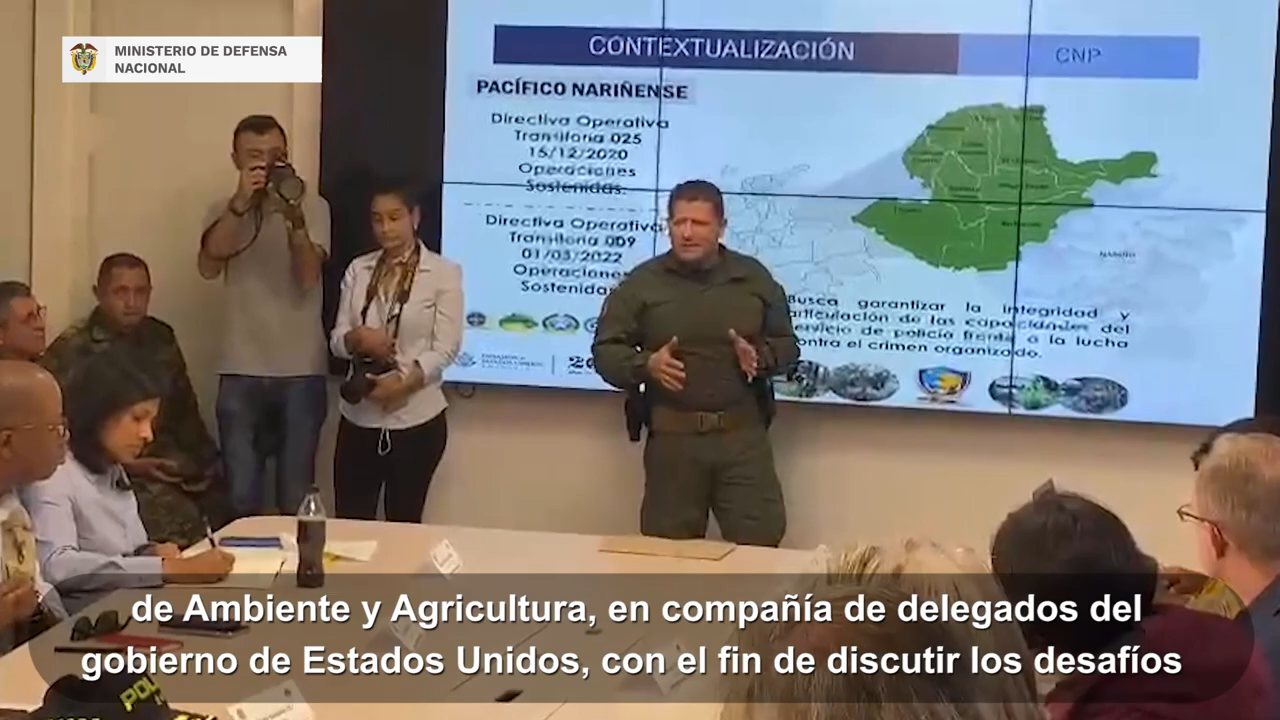 MINISTERIO DE DEFENSA
NACIONAL
CONTEXTUALIZACIÓN
CNP
PACÍFICO NARIÑENSE
Directiva Operativa
Transitoria 025
15/12/2020
Operaciones
Sostenidas.
Directiva Operativa
Transitoria 009
01/03/2022
Operaciones
Sostenidas
Busca garantizar la integridad y
articulación de las capacidades del
servicio de policía frente a la lucha
contra el crimen organizado.
de Ambiente y Agricultura, en compañía de delegados del
gobierno de Estados Unidos, con el fin de discutir los desafíos